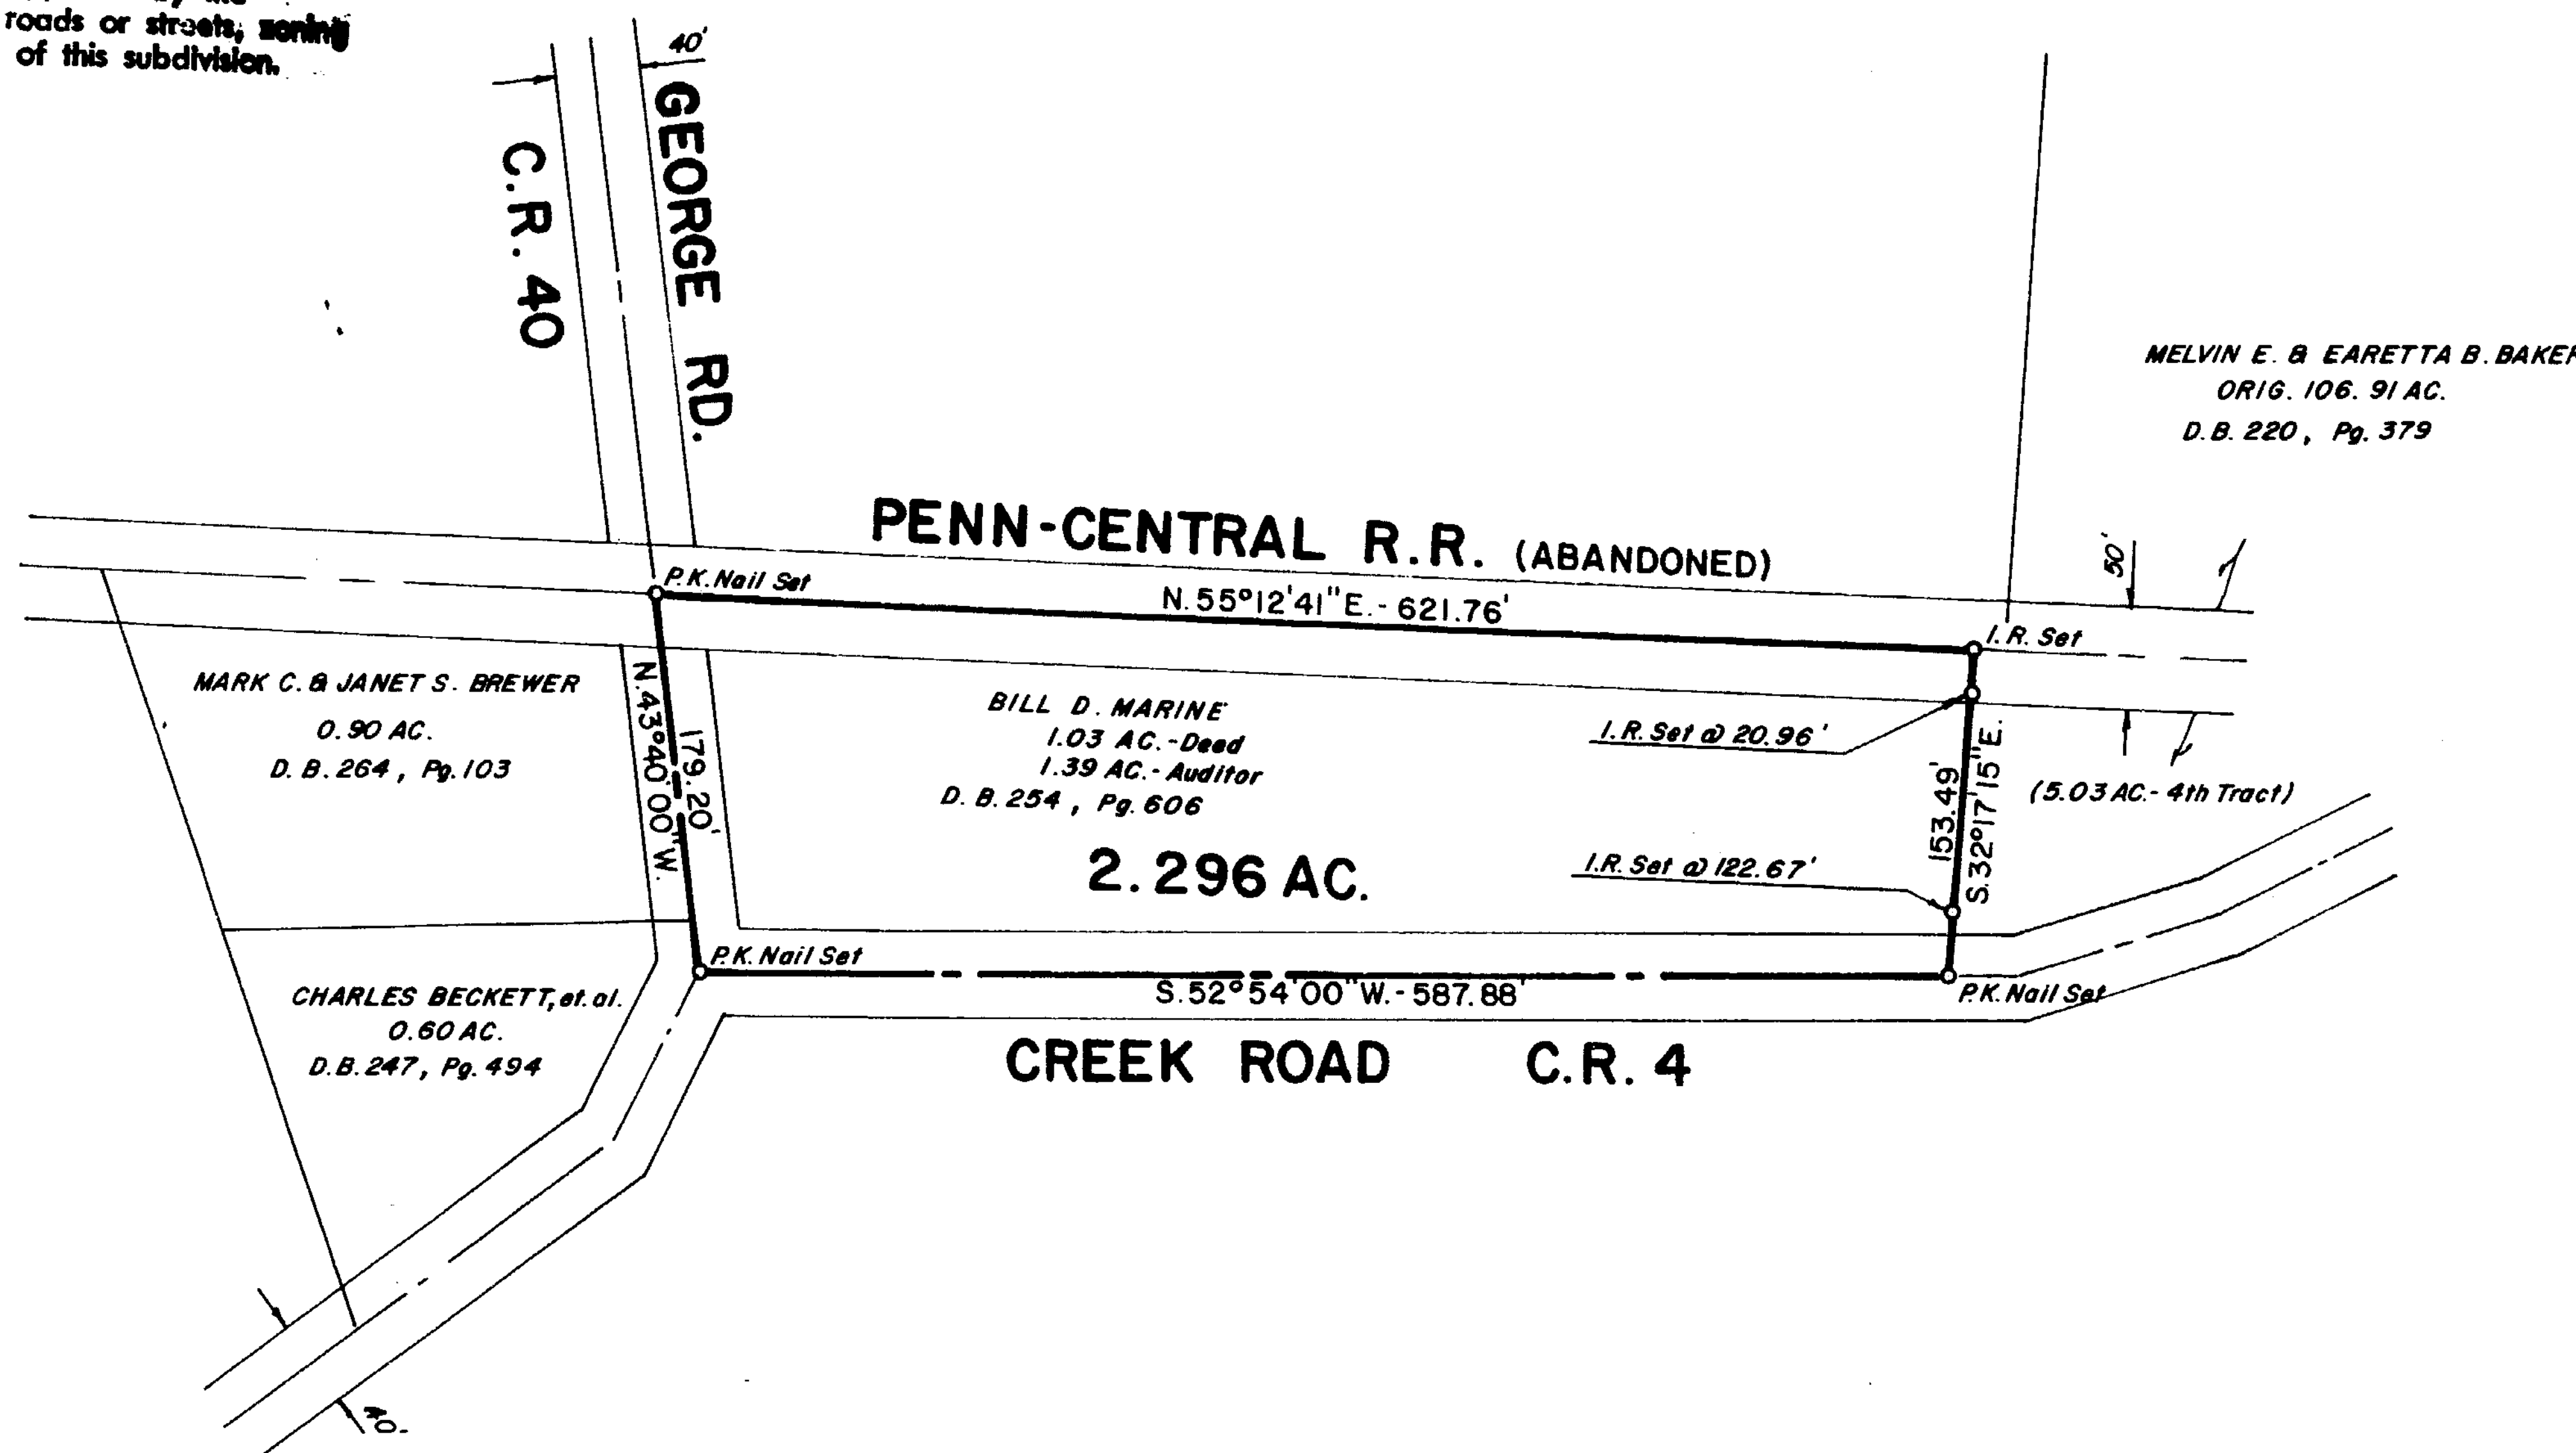 roads or streets, zoning
of this subdivision.
40'
GEORGE RD.
C.R. 40
MELVIN E. & EARETTA B. BAKER
ORIG. 106.91 AC.
D.B. 220, Pg. 379
PENN-CENTRAL R.R. (ABANDONED)
50'
P.K. Nail Set
N.55°12'41"E.-621.76'
I.R. Set
MARK C. & JANET S. BREWER
0.90 AC.
D.B. 264, Pg. 103
N.43°40'00"W.
179.20'
BILL D. MARINE
1.03 AC.-Deed
1.39 AC.-Auditor
D.B. 254, Pg. 606
2.296 AC.
I.R. Set @ 20.96'
153.49'
S.32°17'15"E.
(5.03 AC.- 4th Tract)
I.R. Set @ 122.67'
P.K. Nail Set
S.52°54'00"W.-587.88'
P.K. Nail Set
CHARLES BECKETT, et. al.
0.60 AC.
D.B. 247, Pg. 494
CREEK ROAD C.R. 4
40'